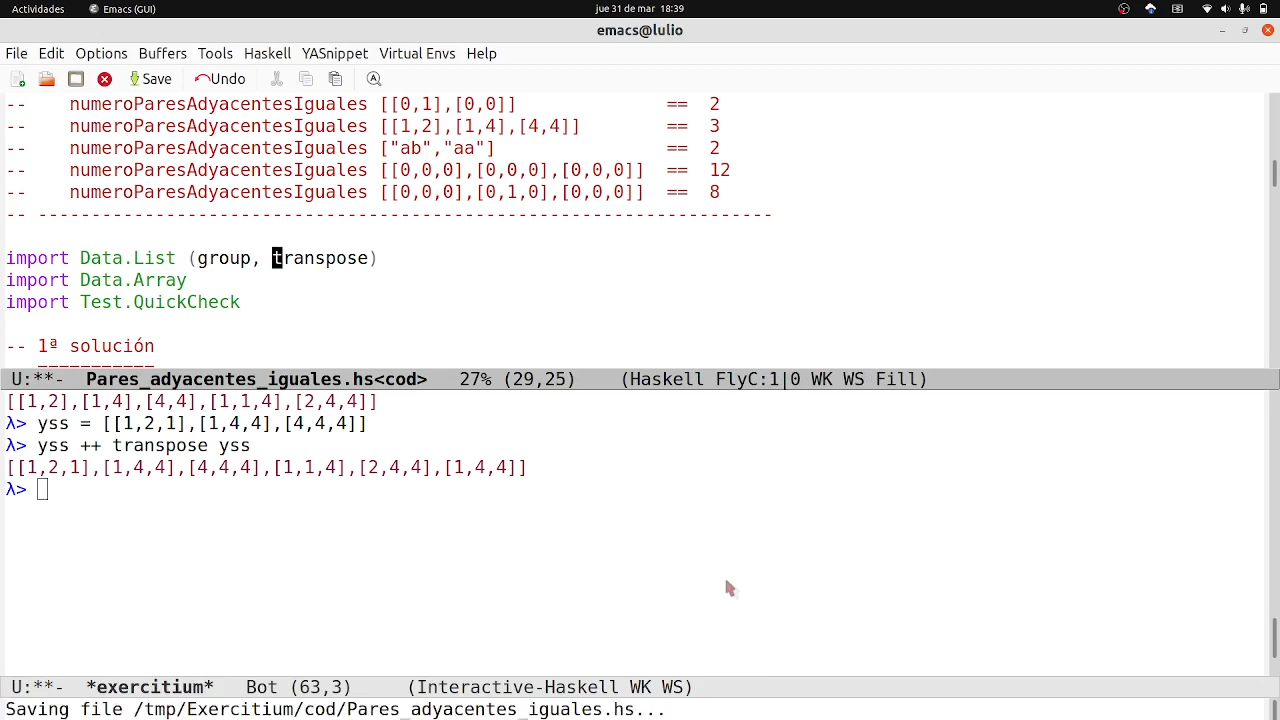 Actividades Emacs (GUI) jue 31 de mar 18:39
emacs@lulio
File Edit Options Buffers Tools Haskell YASnippet Virtual Envs Help
Save Undo
-- numeroParesAdyacentesIguales [[0,1],[0,0]] == 2
-- numeroParesAdyacentesIguales [[1,2],[1,4],[4,4]] == 3
-- numeroParesAdyacentesIguales ["ab","aa"] == 2
-- numeroParesAdyacentesIguales [[0,0,0],[0,0,0],[0,0,0]] == 12
-- numeroParesAdyacentesIguales [[0,0,0],[0,1,0],[0,0,0]] == 8
-- ---------------------------------------------------------------------
import Data.List (group, transpose)
import Data.Array
import Test.QuickCheck
-- 1ª solución
U:**- Pares_adyacentes_iguales.hs<cod> 27% (29,25) (Haskell FlyC:1|0 WK WS Fill)
[[1,2],[1,4],[4,4],[1,1,4],[2,4,4]]
λ> yss = [[1,2,1],[1,4,4],[4,4,4]]
λ> yss ++ transpose yss
[[1,2,1],[1,4,4],[4,4,4],[1,1,4],[2,4,4],[1,4,4]]
λ>
U:**- *exercitium* Bot (63,3) (Interactive-Haskell WK WS)
Saving file /tmp/Exercitium/cod/Pares_adyacentes_iguales.hs...